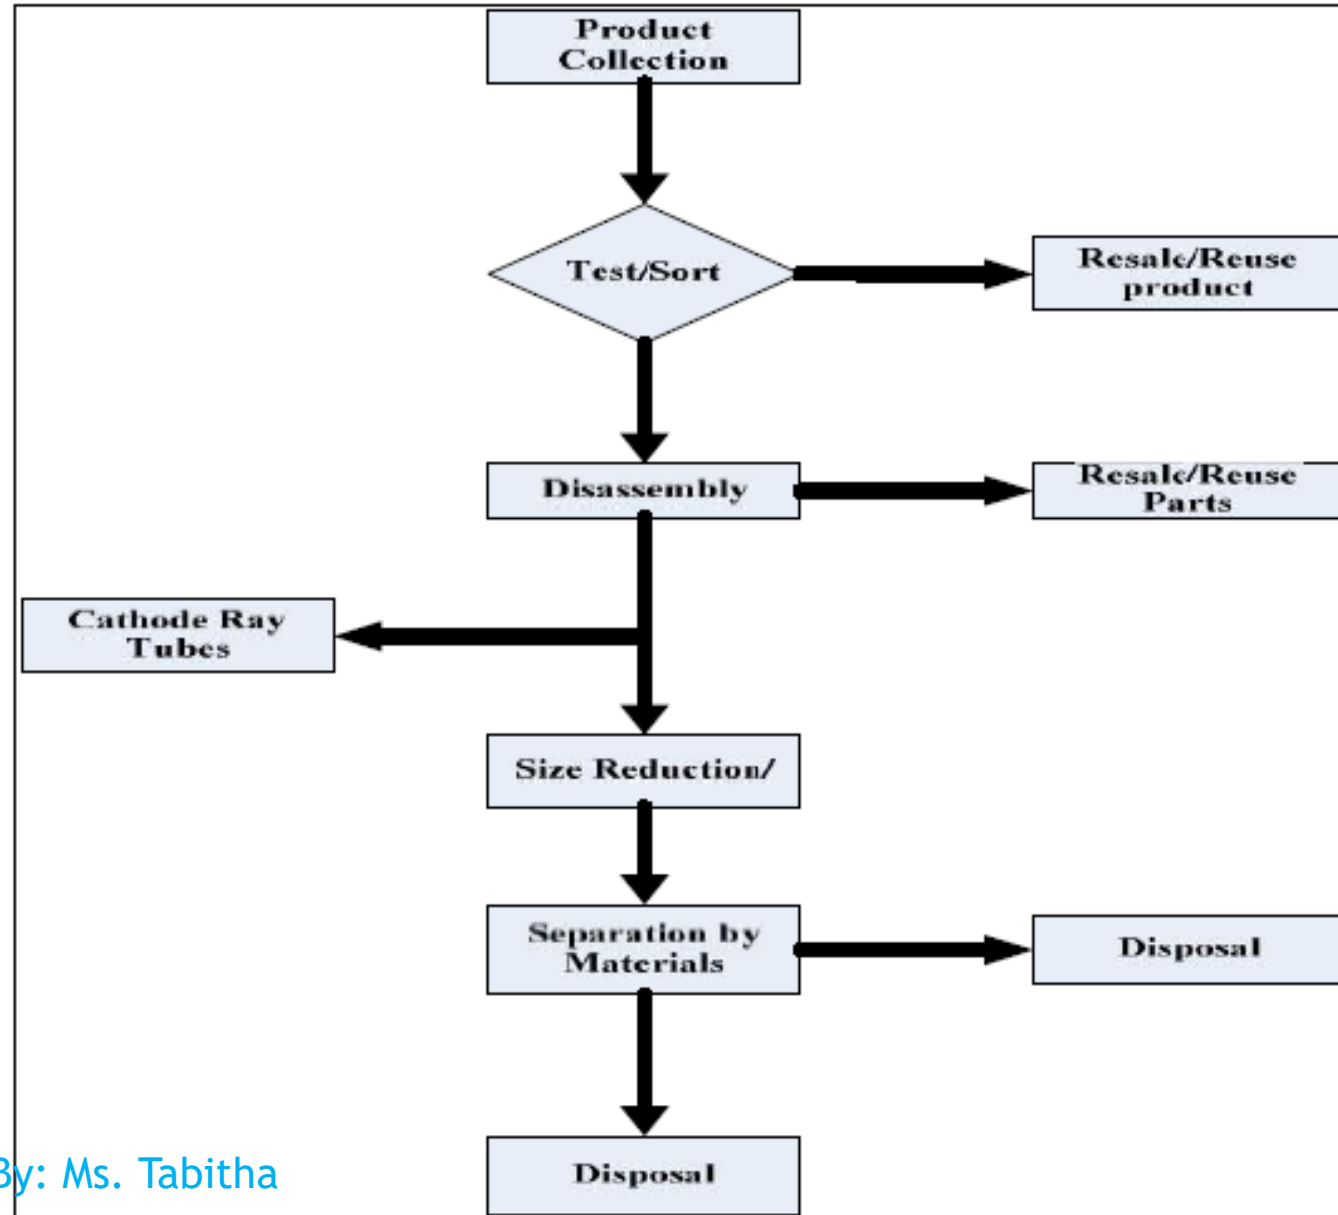 Product
Collection
Test/Sort
Resale/Reuse
product
Disassembly
Resale/Reuse
Parts
Cathode Ray
Tubes
Size Reduction/
Separation by
Materials
Disposal
Disposal
By: Ms. Tabitha